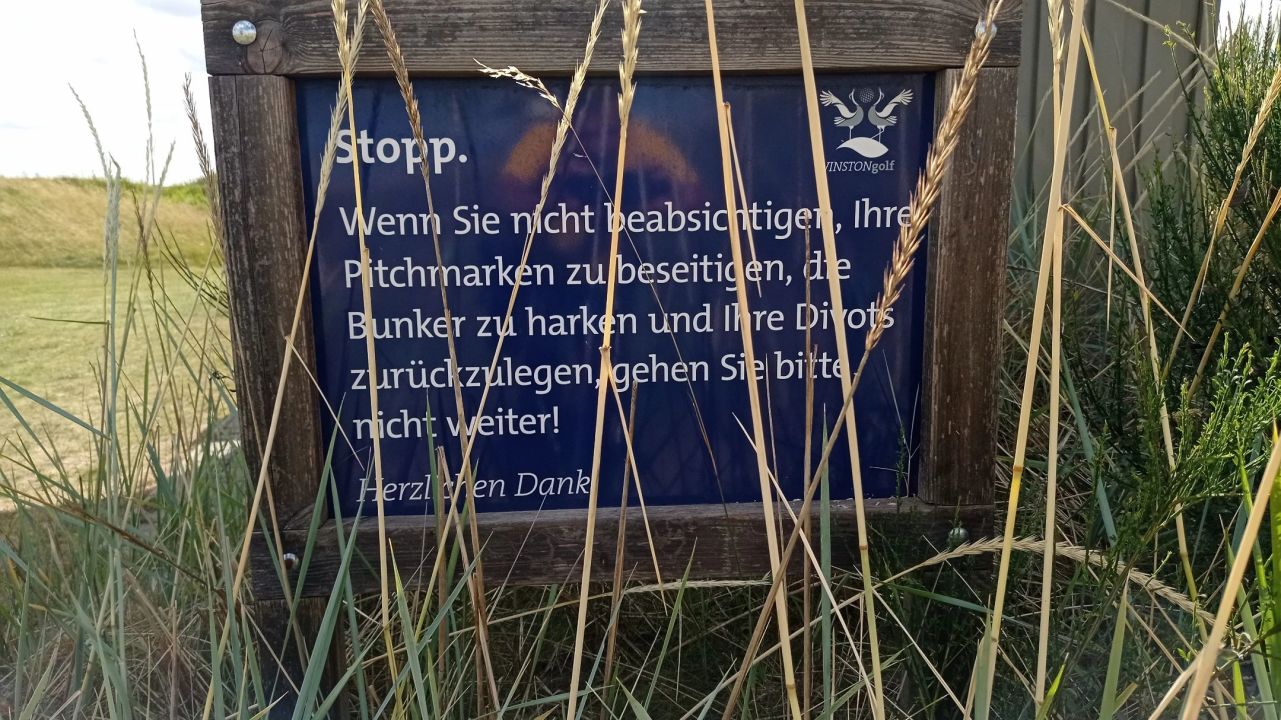 WINSTONgolf
Stopp.
Wenn Sie nicht beabsichtigen, Ihre
Pitchmarken zu beseitigen, die
Bunker zu harken und Ihre Divots
zurückzulegen, gehen Sie bitte
nicht weiter!
Herzlichen Dank